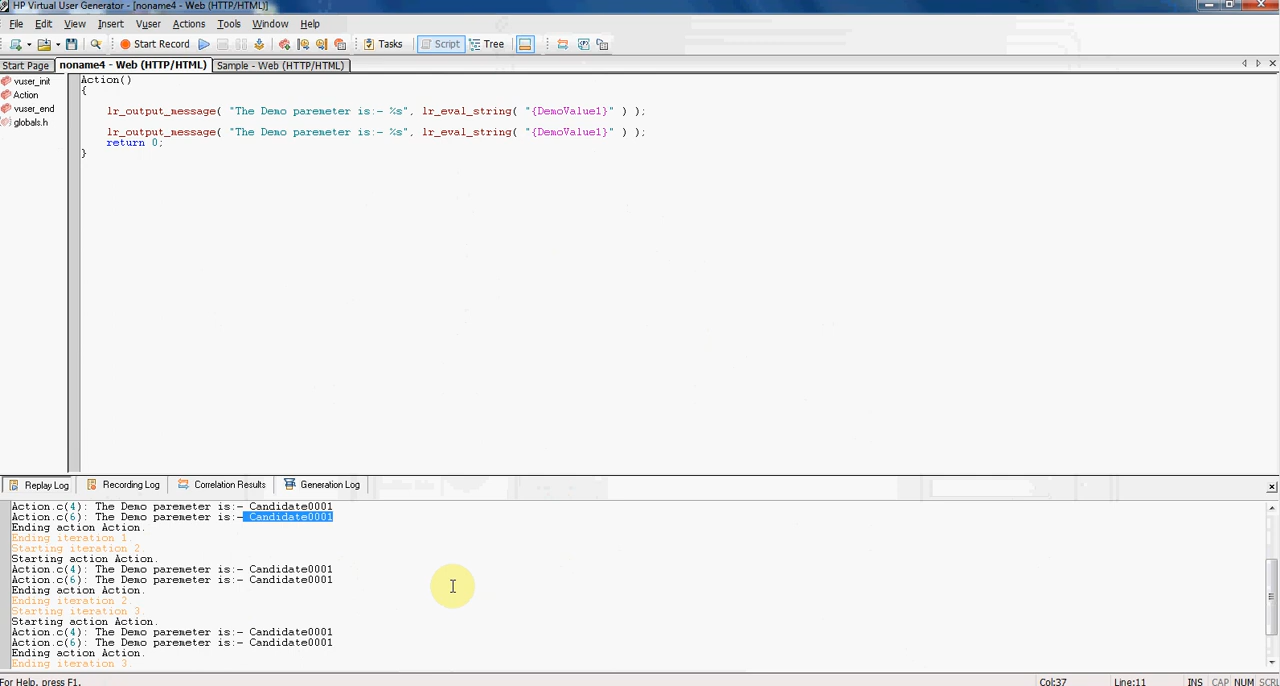 HP Virtual User Generator - [noname4 - Web (HTTP/HTML)]
File Edit View Insert Vuser Actions Tools Window Help
Start Record Tasks Script Tree
Start Page noname4 - Web (HTTP/HTML) Sample - Web (HTTP/HTML)
vuser_init
Action
vuser_end
globals.h
Action()
{
lr_output_message( "The Demo paremeter is:- %s", lr_eval_string( "{DemoValue1}" ) );
lr_output_message( "The Demo paremeter is:- %s", lr_eval_string( "{DemoValue1}" ) );
return 0;
}
Replay Log Recording Log Correlation Results Generation Log
Action.c(4): The Demo paremeter is:- Candidate0001
Action.c(6): The Demo paremeter is:- Candidate0001
Ending action Action.
Ending iteration 1.
Starting iteration 2.
Starting action Action.
Action.c(4): The Demo paremeter is:- Candidate0001
Action.c(6): The Demo paremeter is:- Candidate0001
Ending action Action.
Ending iteration 2.
Starting iteration 3.
Starting action Action.
Action.c(4): The Demo paremeter is:- Candidate0001
Action.c(6): The Demo paremeter is:- Candidate0001
Ending action Action.
Ending iteration 3.
For Help, press F1. Col:37 Line:11 INS CAP NUM SCRL